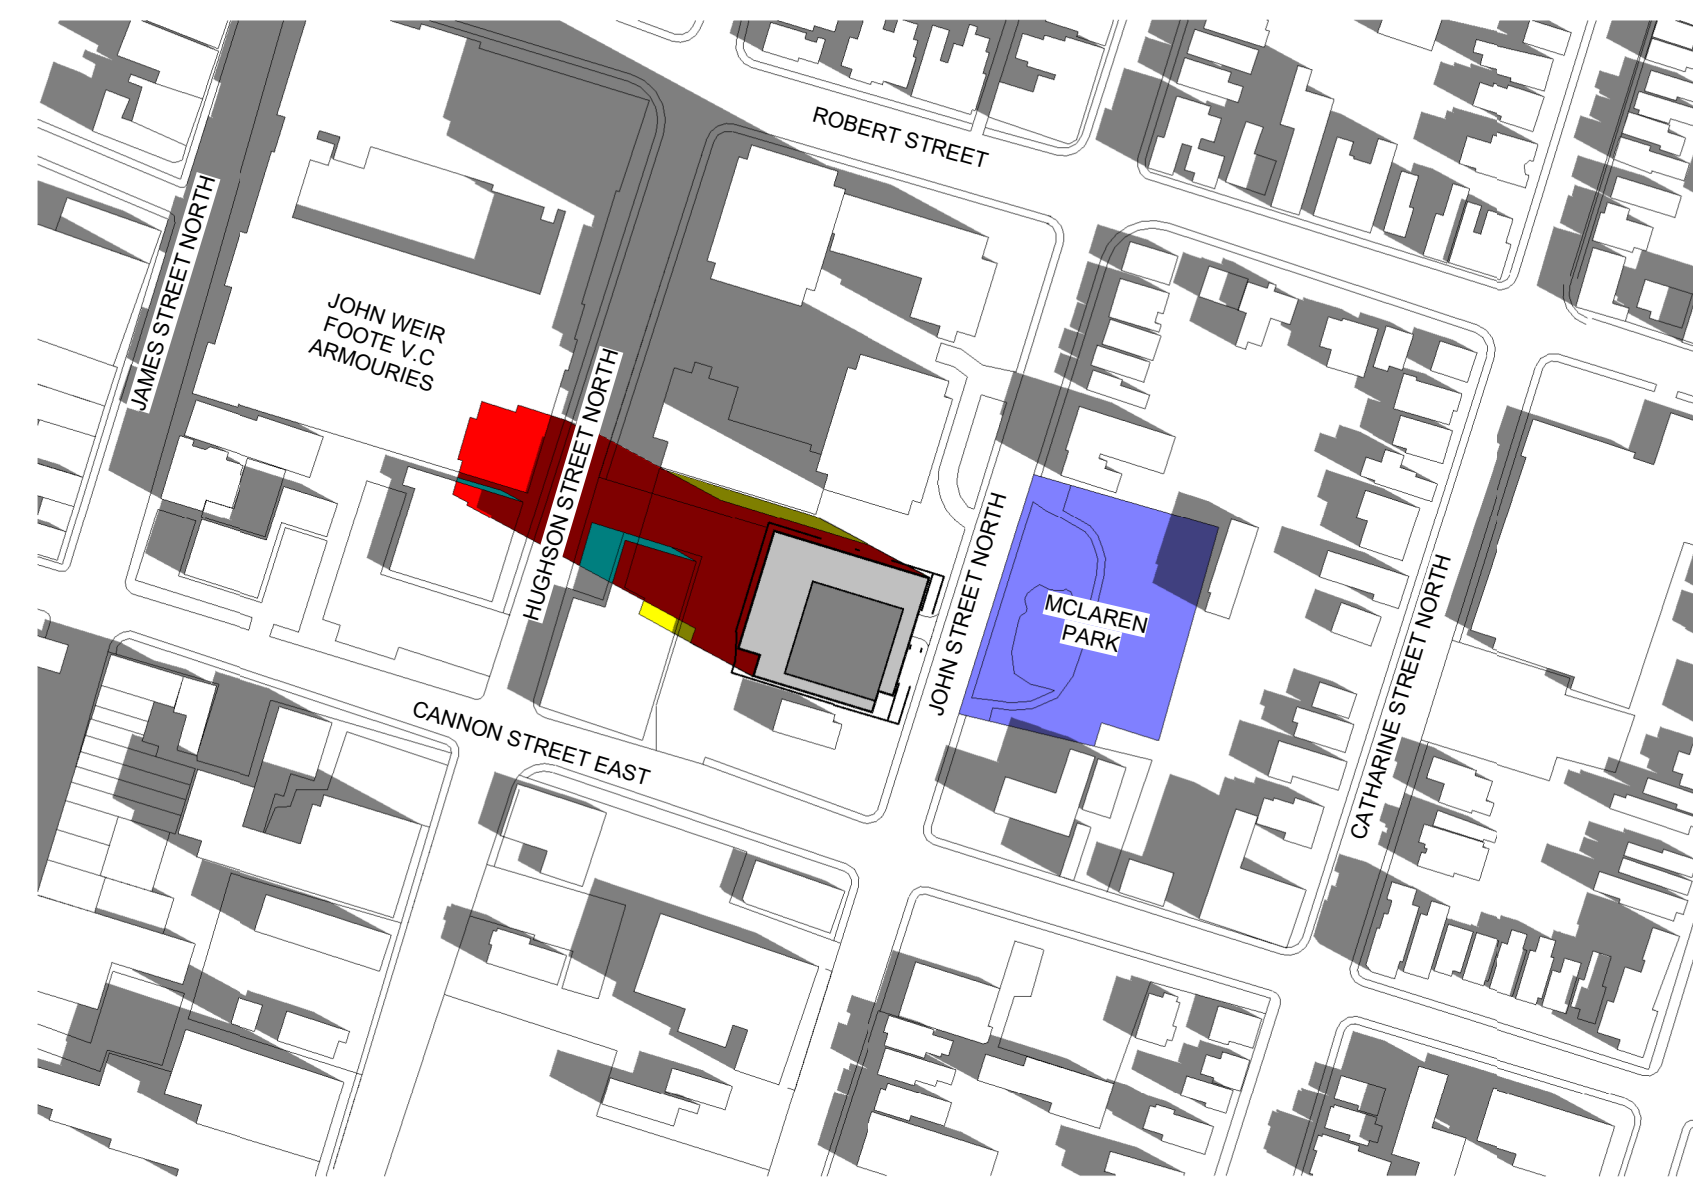 ROBERT STREET
JAMES STREET NORTH
JOHN WEIR
FOOTE V.C
ARMOURIES
HUGHSON STREET NORTH
JOHN STREET NORTH
MCLAREN
PARK
CATHARINE STREET NORTH
CANNON STREET EAST